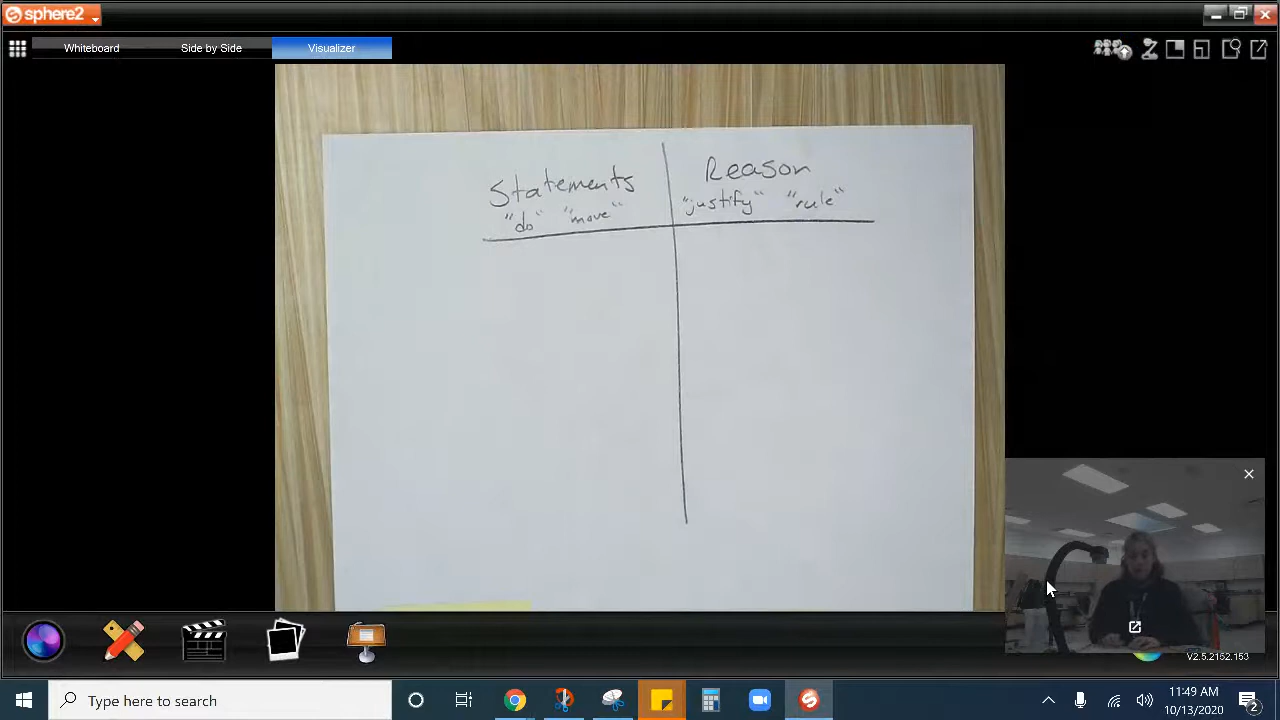 sphere2
Whiteboard Side by Side Visualizer
Statements
"do" "move"
Reason
"justify" "rule"
V2.5.2152.153
Type here to search
11:49 AM
10/13/2020
2